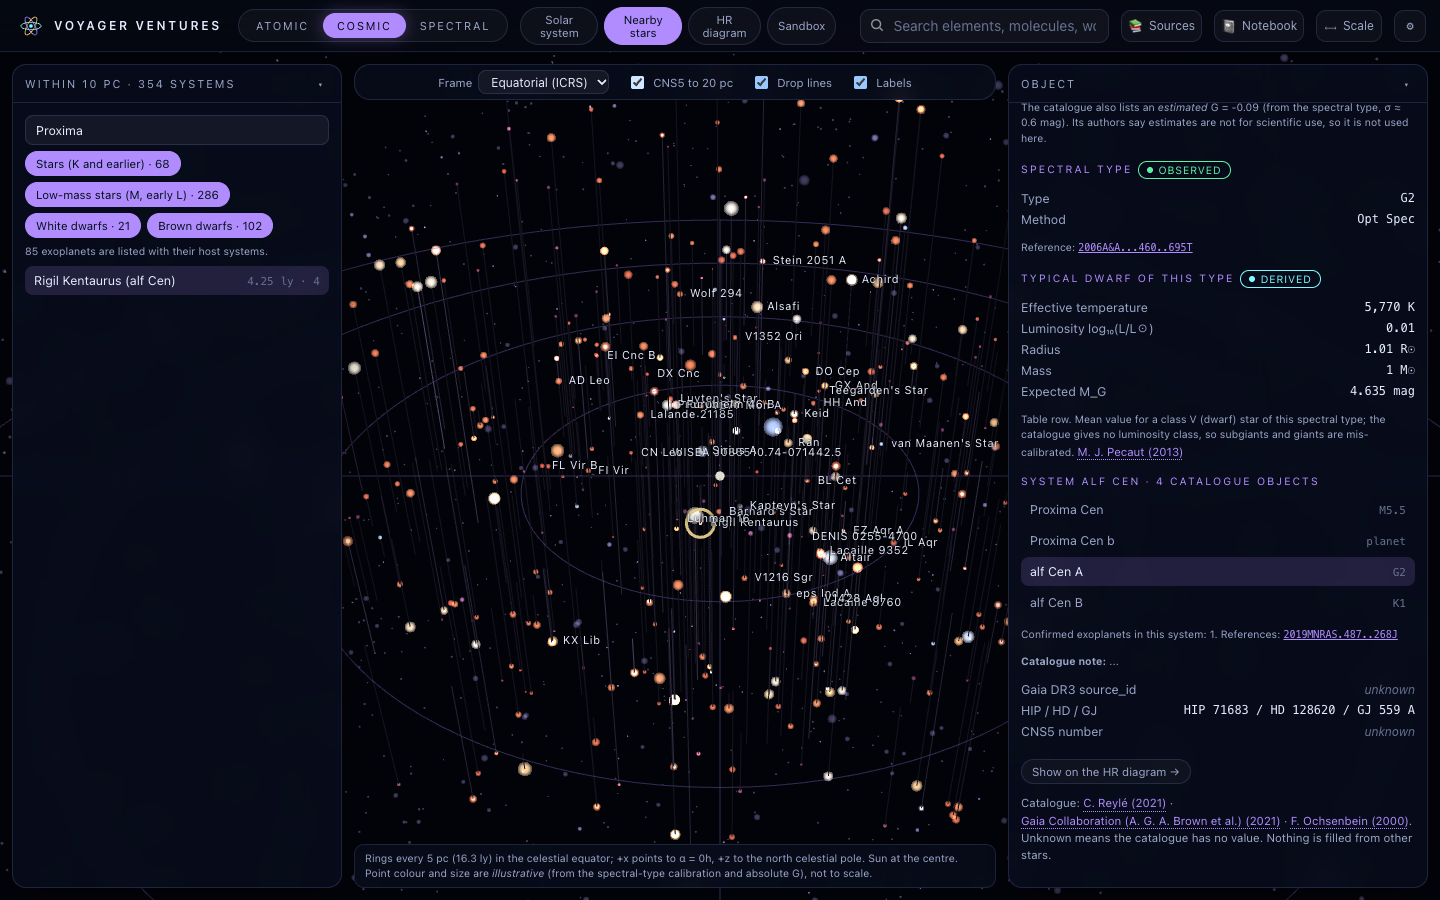 VOYAGER VENTURES
ATOMIC
COSMIC
SPECTRAL
Solar system
Nearby stars
HR diagram
Sandbox
Search elements, molecules, wc
Sources
Notebook
Scale
WITHIN 10 PC · 354 SYSTEMS
Proxima
Stars (K and earlier) · 68
Low-mass stars (M, early L) · 286
White dwarfs · 21
Brown dwarfs · 102
85 exoplanets are listed with their host systems.
Rigil Kentaurus (alf Cen) 4.25 ly · 4
Frame Equatorial (ICRS)
CNS5 to 20 pc
Drop lines
Labels
Stein 2051 A
Achird
Wolf 294
Alsafi
V1352 Ori
EI Cnc B
DX Cnc
AD Leo
DO Cep
GX And
Teegarden's Star
HH And
Luyten's Star
Lalande 21185
Keid
Ran
van Maanen's Star
CN Leo
Sirius A
FL Vir B
FI Vir
BL Cet
Kapteyn's Star
Barnard's Star
Luhman 16
Rigil Kentaurus
EZ Aqr A
DENIS 0255-4700
IL Aqr
Lacaille 9352
Altair
V1216 Sgr
eps Ind A
V1428 Aql
Lacaille 8760
KX Lib
Rings every 5 pc (16.3 ly) in the celestial equator; +x points to α = 0h, +z to the north celestial pole. Sun at the centre.
Point colour and size are illustrative (from the spectral-type calibration and absolute G), not to scale.
OBJECT
The catalogue also lists an estimated G = -0.09 (from the spectral type, σ ≈
0.6 mag). Its authors say estimates are not for scientific use, so it is not used
here.
SPECTRAL TYPE OBSERVED
Type G2
Method Opt Spec
Reference: 2006A&A...460..695T
TYPICAL DWARF OF THIS TYPE DERIVED
Effective temperature 5,770 K
Luminosity log₁₀(L/L☉) 0.01
Radius 1.01 R☉
Mass 1 M☉
Expected M_G 4.635 mag
Table row. Mean value for a class V (dwarf) star of this spectral type; the
catalogue gives no luminosity class, so subgiants and giants are mis-
calibrated. M. J. Pecaut (2013)
SYSTEM ALF CEN · 4 CATALOGUE OBJECTS
Proxima Cen M5.5
Proxima Cen b planet
alf Cen A G2
alf Cen B K1
Confirmed exoplanets in this system: 1. References: 2019MNRAS.487..268J
Catalogue note: ...
Gaia DR3 source_id unknown
HIP / HD / GJ HIP 71683 / HD 128620 / GJ 559 A
CNS5 number unknown
Show on the HR diagram →
Catalogue: C. Reylé (2021) ·
Gaia Collaboration (A. G. A. Brown et al.) (2021) · F. Ochsenbein (2000).
Unknown means the catalogue has no value. Nothing is filled from other
stars.